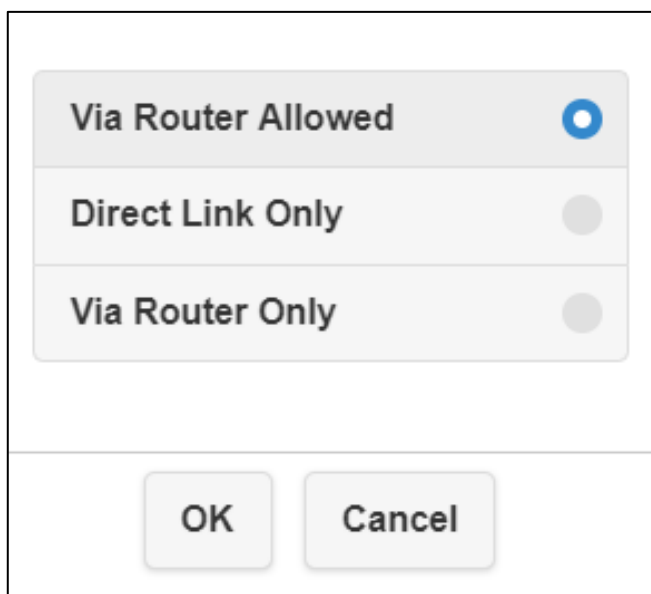 Via Router Allowed
Direct Link Only
Via Router Only
OK Cancel